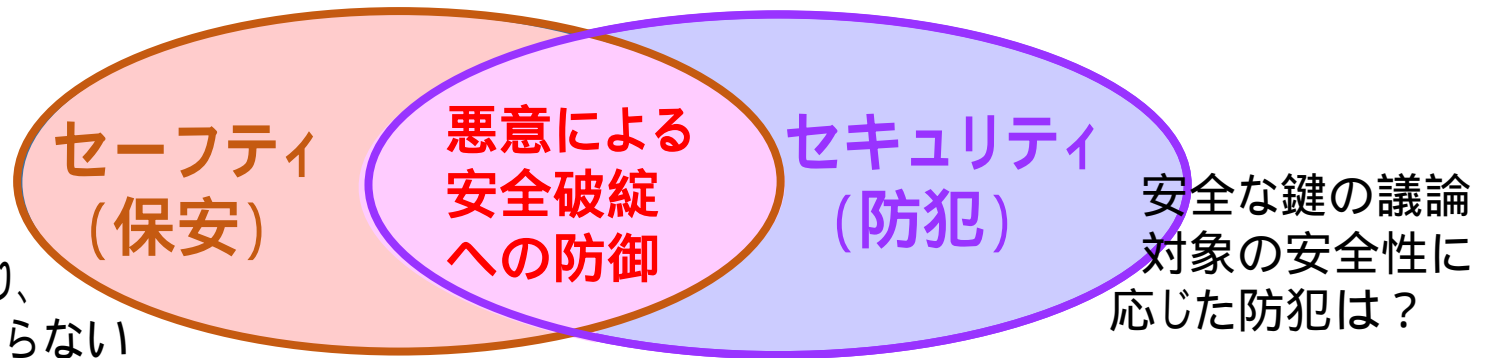 セーフティ
(保安)
悪意による
安全破綻
への防御
セキュリティ
(防犯)
安全な鍵の議論
対象の安全性に
応じた防犯は？
り、
らない